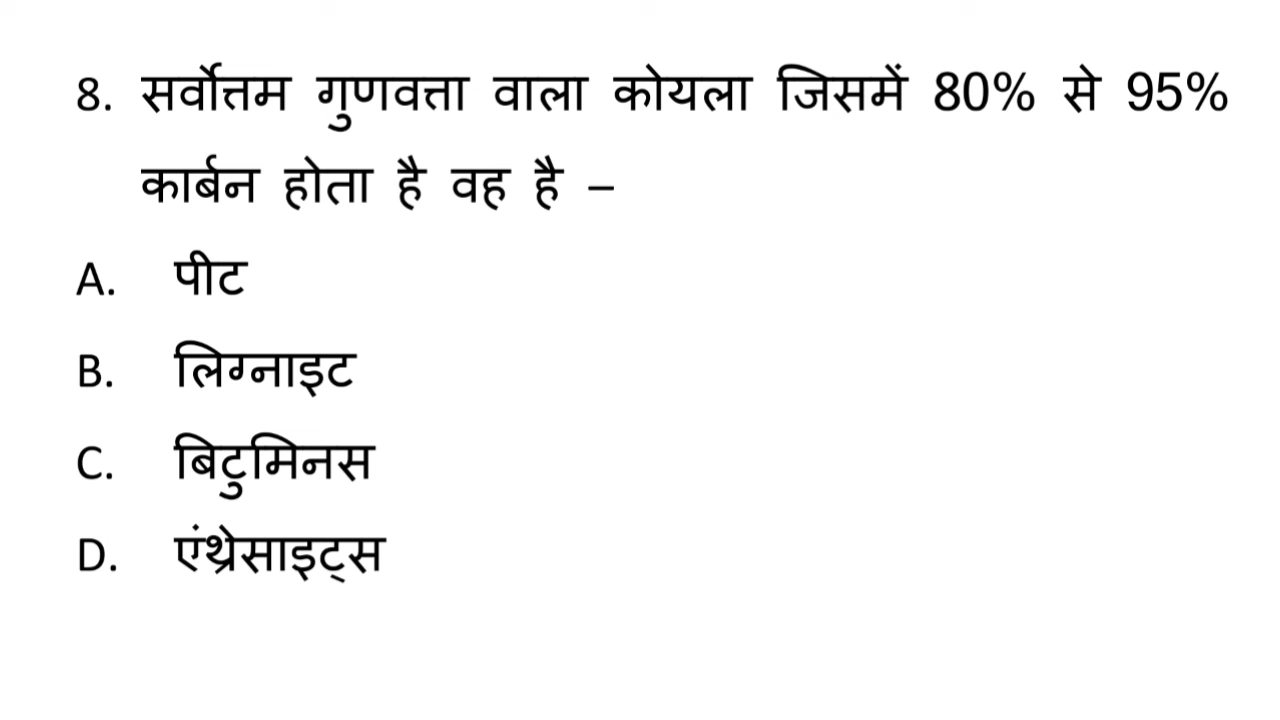 8. सर्वोत्तम गुणवत्ता वाला कोयला जिसमें 80% से 95%
कार्बन होता है वह है –
A. पीट
B. लिग्नाइट
C. बिटुमिनस
D. एंथ्रेसाइट्स